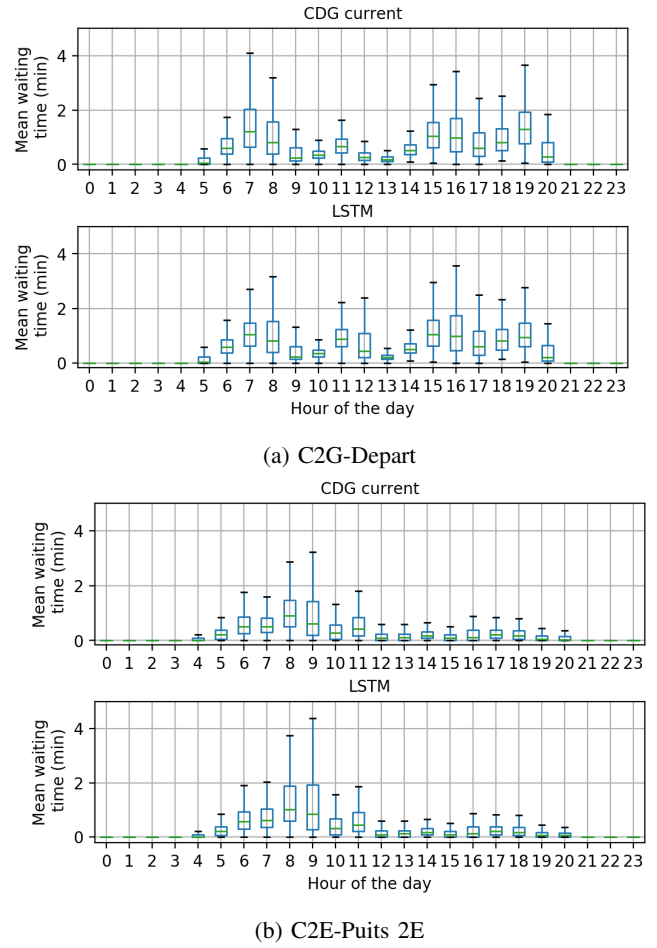 CDG current
Mean waiting
time (min)
4
2
0
0 1 2 3 4 5 6 7 8 9 10 11 12 13 14 15 16 17 18 19 20 21 22 23
LSTM
Mean waiting
time (min)
4
2
0
0 1 2 3 4 5 6 7 8 9 10 11 12 13 14 15 16 17 18 19 20 21 22 23
Hour of the day
(a) C2G-Depart
CDG current
Mean waiting
time (min)
4
2
0
0 1 2 3 4 5 6 7 8 9 10 11 12 13 14 15 16 17 18 19 20 21 22 23
LSTM
Mean waiting
time (min)
4
2
0
0 1 2 3 4 5 6 7 8 9 10 11 12 13 14 15 16 17 18 19 20 21 22 23
Hour of the day
(b) C2E-Puits 2E